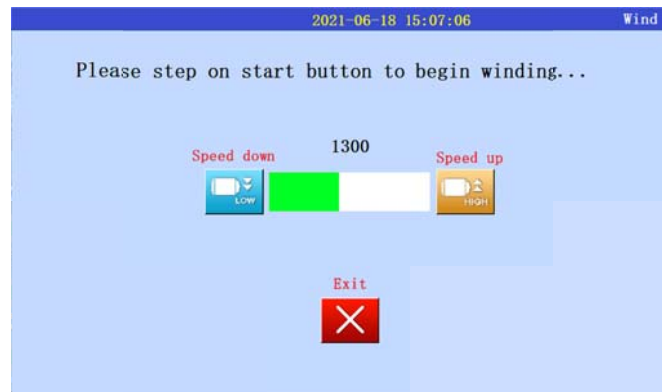 2021-06-18 15:07:06 Wind
Please step on start button to begin winding...
1300
Speed down
Speed up
LOW
HIGH
Exit